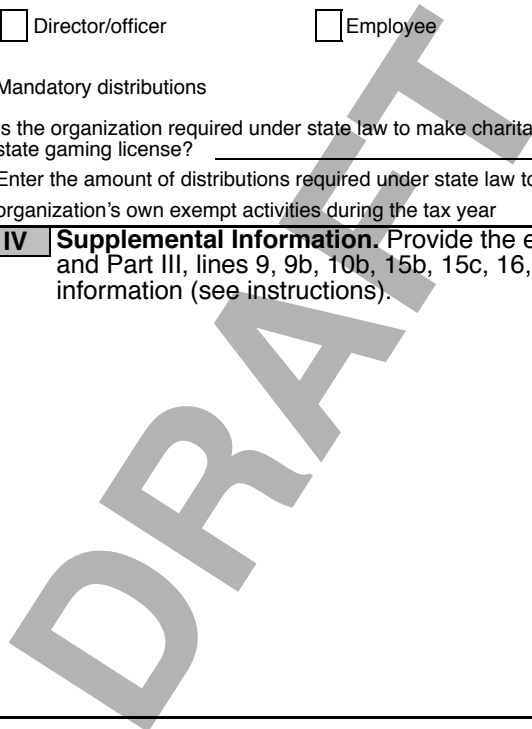 Director/officer Employee
Mandatory distributions
s the organization required under state law to make charita
state gaming license?
Enter the amount of distributions required under state law to
organization's own exempt activities during the tax year
IV Supplemental Information. Provide the e
and Part III, lines 9, 9b, 10b, 15b, 15c, 16,
information (see instructions).
DRAFT